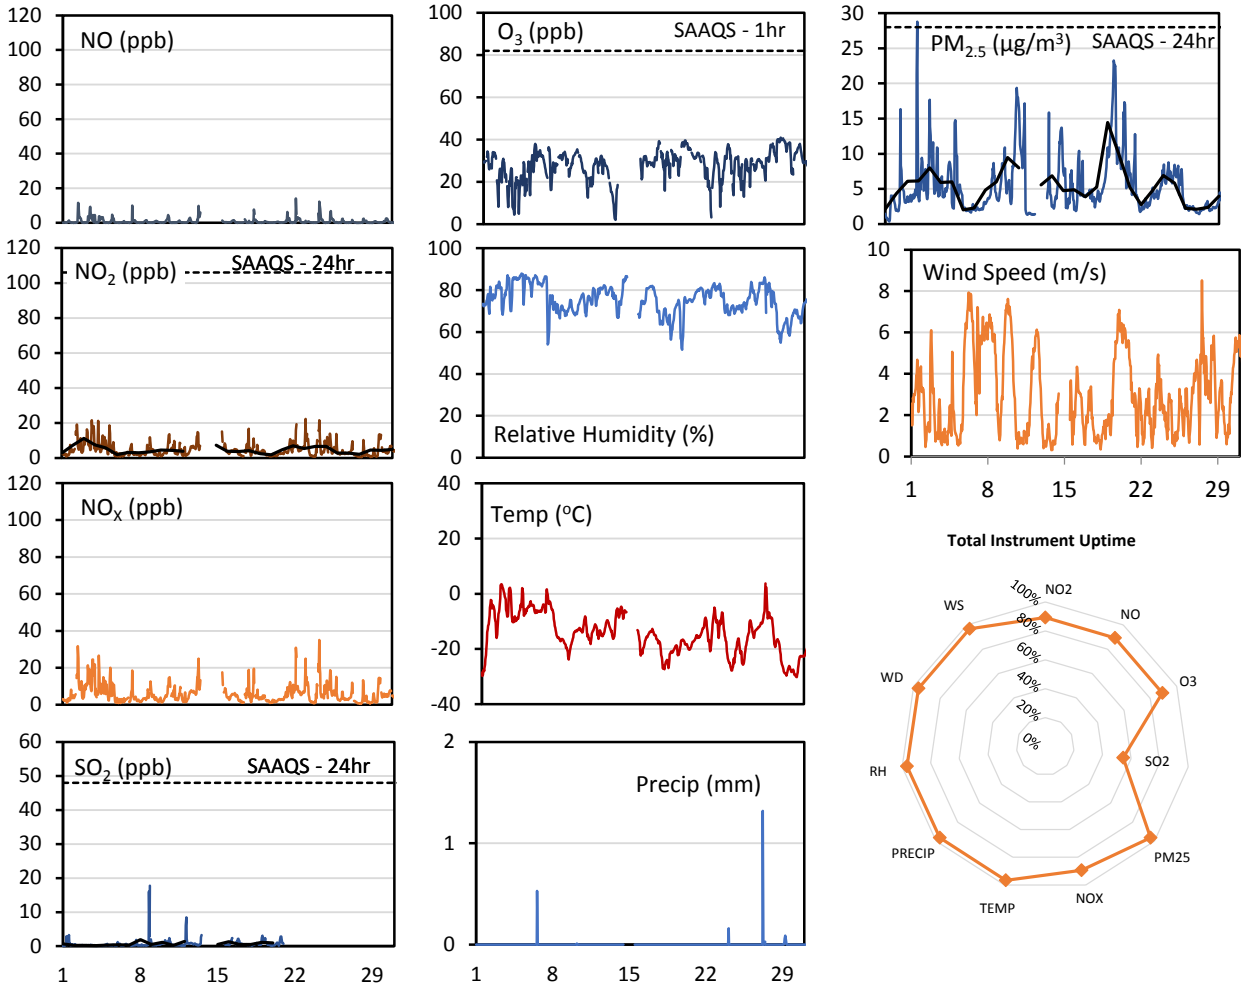 NO (ppb)
120
100
80
60
40
20
0
O3 (ppb)
SAAQS - 1hr
100
80
60
40
20
0
PM2.5 (µg/m³)
SAAQS - 24hr
30
25
20
15
10
5
0
NO2 (ppb)
SAAQS - 24hr
120
100
80
60
40
20
0
100
80
60
40
20
0
Relative Humidity (%)
Wind Speed (m/s)
10
8
6
4
2
0
1 8 15 22 29
NOX (ppb)
120
100
80
60
40
20
0
Temp (oC)
40
20
0
-20
-40
SO2 (ppb)
SAAQS - 24hr
60
50
40
30
20
10
0
1 8 15 22 29
Precip (mm)
2
1
0
1 8 15 22 29
Total Instrument Uptime
100%
80%
60%
40%
20%
0%
NO2
NO
O3
SO2
PM25
NOX
TEMP
PRECIP
RH
WD
WS